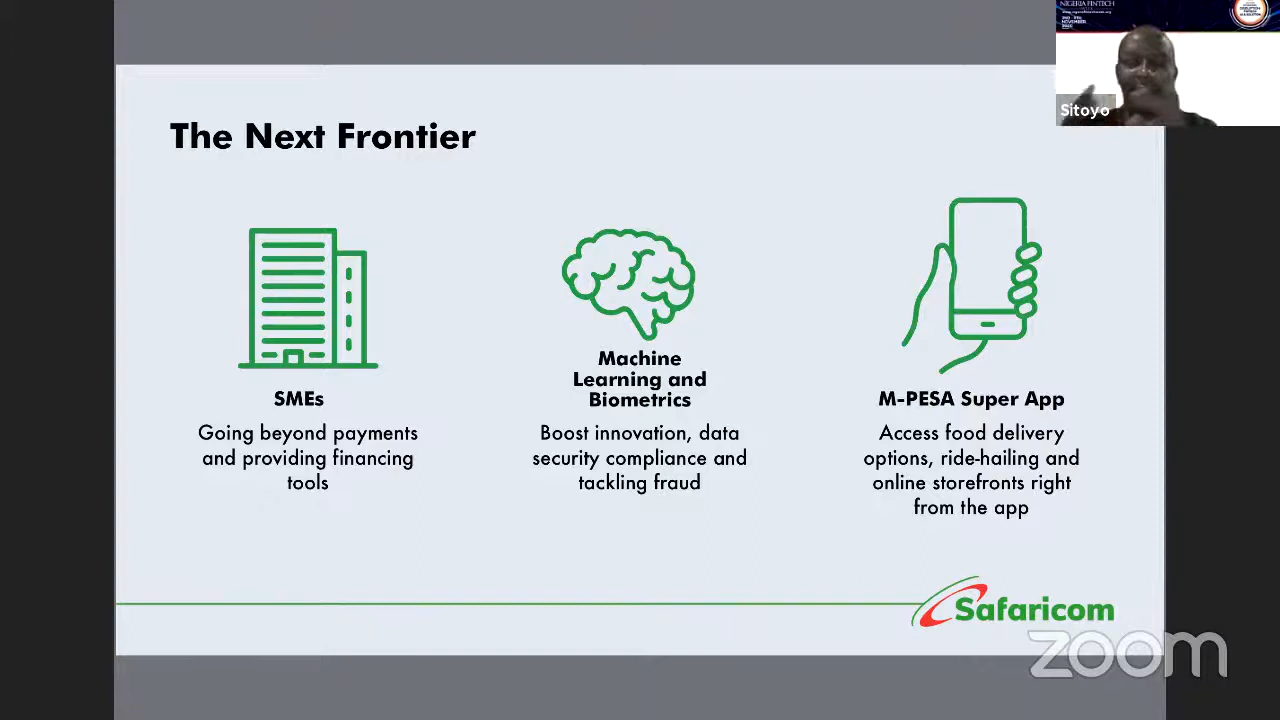 NIGERIA FINTECH
Sitoyo
The Next Frontier
SMEs
Going beyond payments
and providing financing
tools
Machine
Learning and
Biometrics
Boost innovation, data
security compliance and
tackling fraud
M-PESA Super App
Access food delivery
options, ride-hailing and
online storefronts right
from the app
Safaricom
zoom